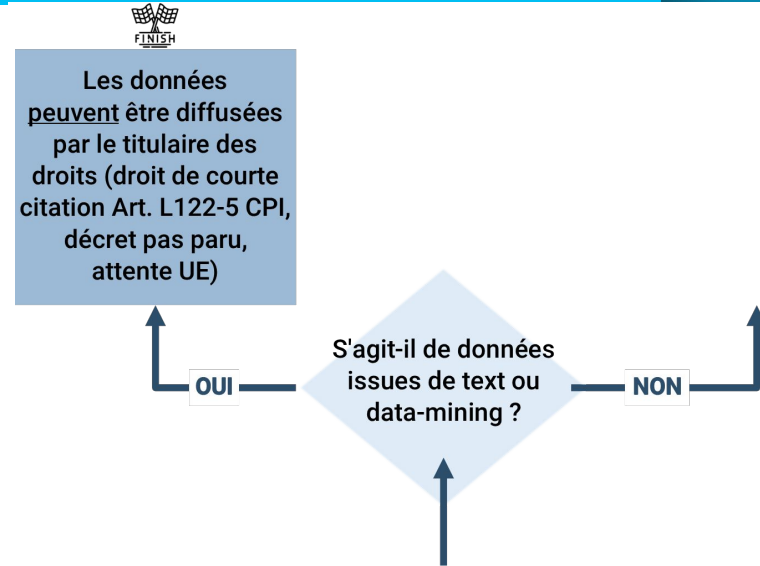 FINISH
Les données
peuvent être diffusées
par le titulaire des
droits (droit de courte
citation Art. L122-5 CPI,
décret pas paru,
attente UE)
S'agit-il de données
issues de text ou
data-mining ?
OUI
NON